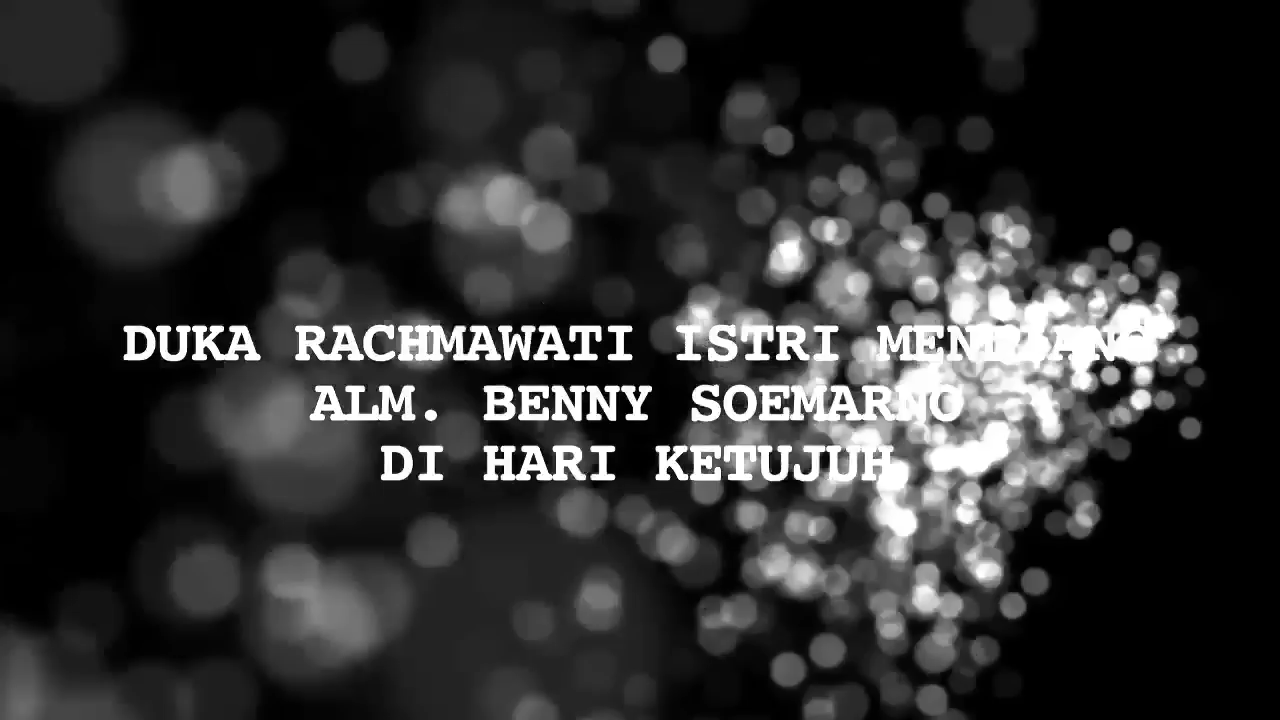 DUKA RACHMAWATI ISTRI MENDIANG
ALM. BENNY SOEMARNO
DI HARI KETUJUH